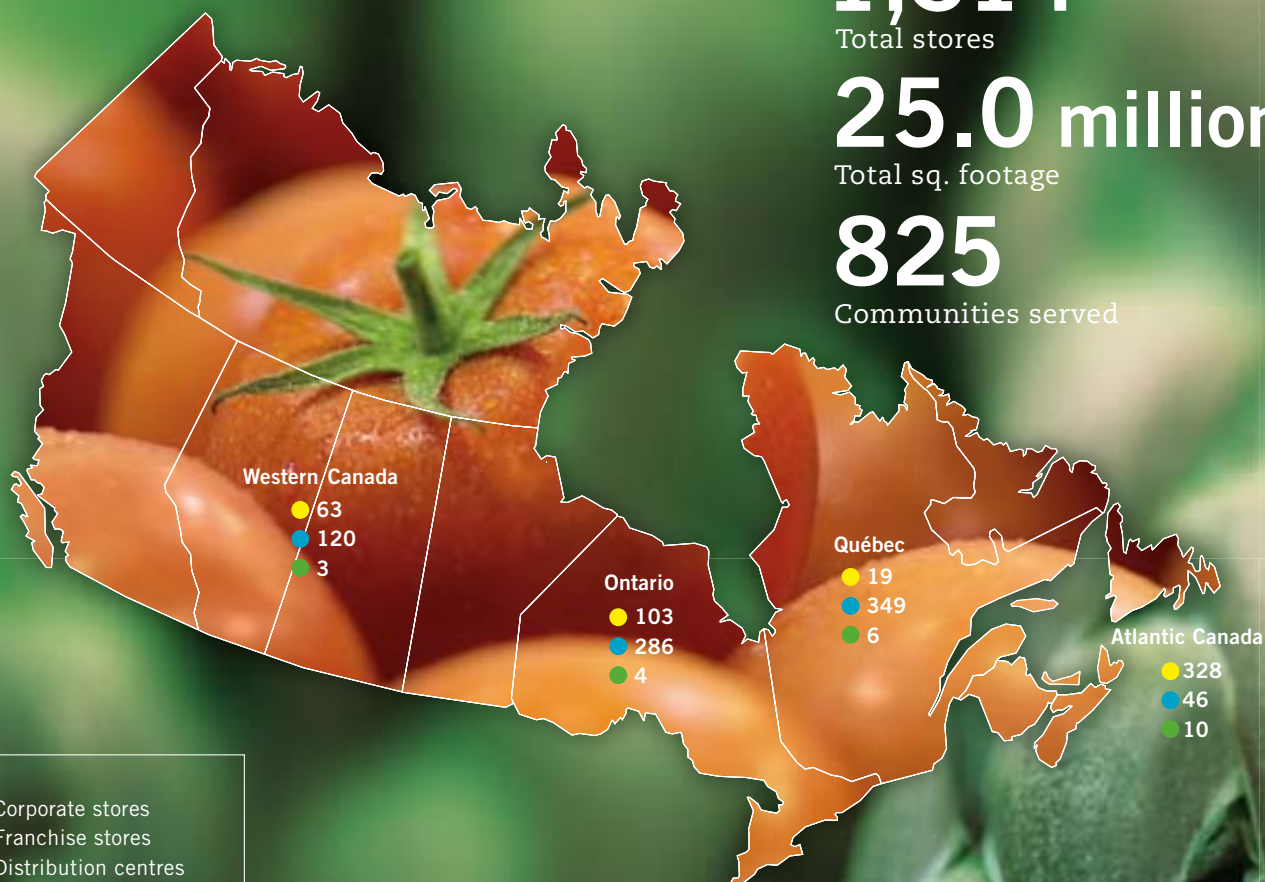 Total stores
25.0 million
Total sq. footage
825
Communities served
Western Canada
63
120
3
Ontario
103
286
4
Québec
19
349
6
Atlantic Canada
328
46
10
Corporate stores
Franchise stores
Distribution centres